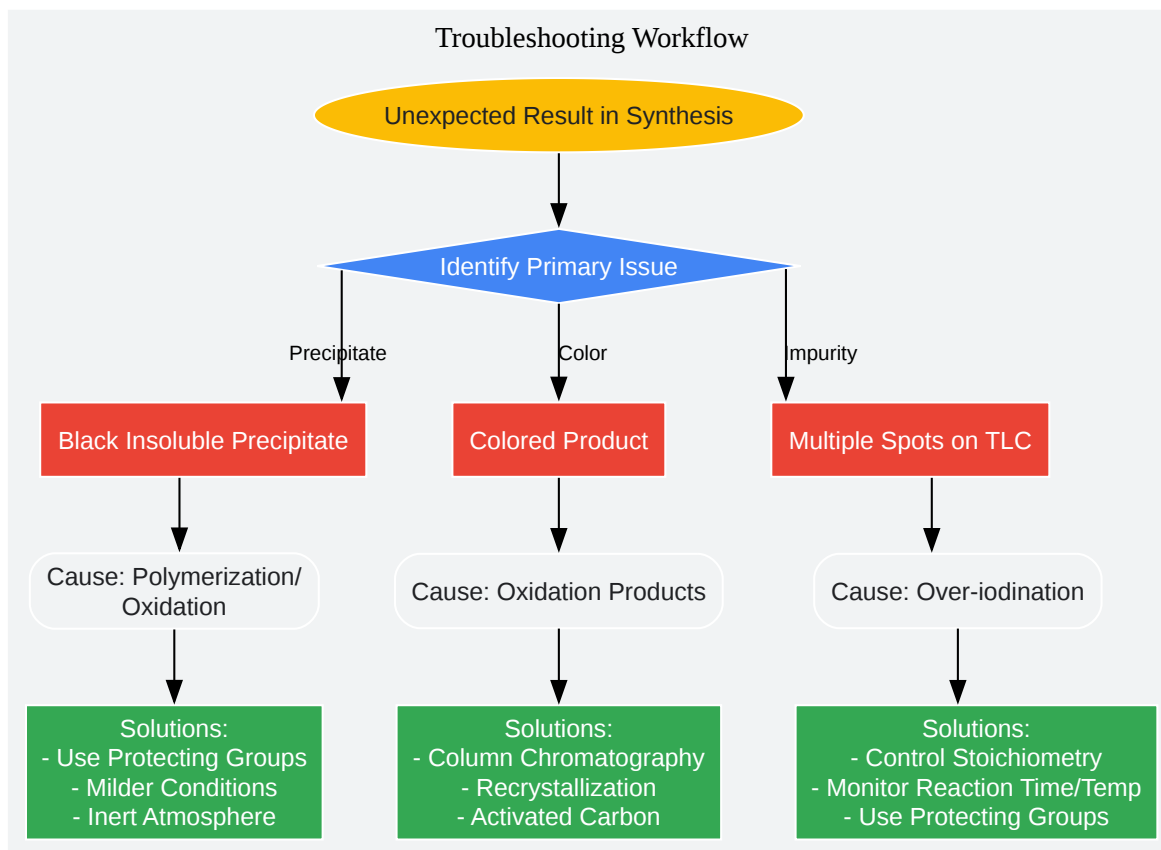 Troubleshooting Workflow
Unexpected Result in Synthesis
Identify Primary Issue
Precipitate
Color
Impurity
Black Insoluble Precipitate
Colored Product
Multiple Spots on TLC
Cause: Polymerization/
Oxidation
Cause: Oxidation Products
Cause: Over-iodination
Solutions:
- Use Protecting Groups
- Milder Conditions
- Inert Atmosphere
Solutions:
- Column Chromatography
- Recrystallization
- Activated Carbon
Solutions:
- Control Stoichiometry
- Monitor Reaction Time/Temp
- Use Protecting Groups